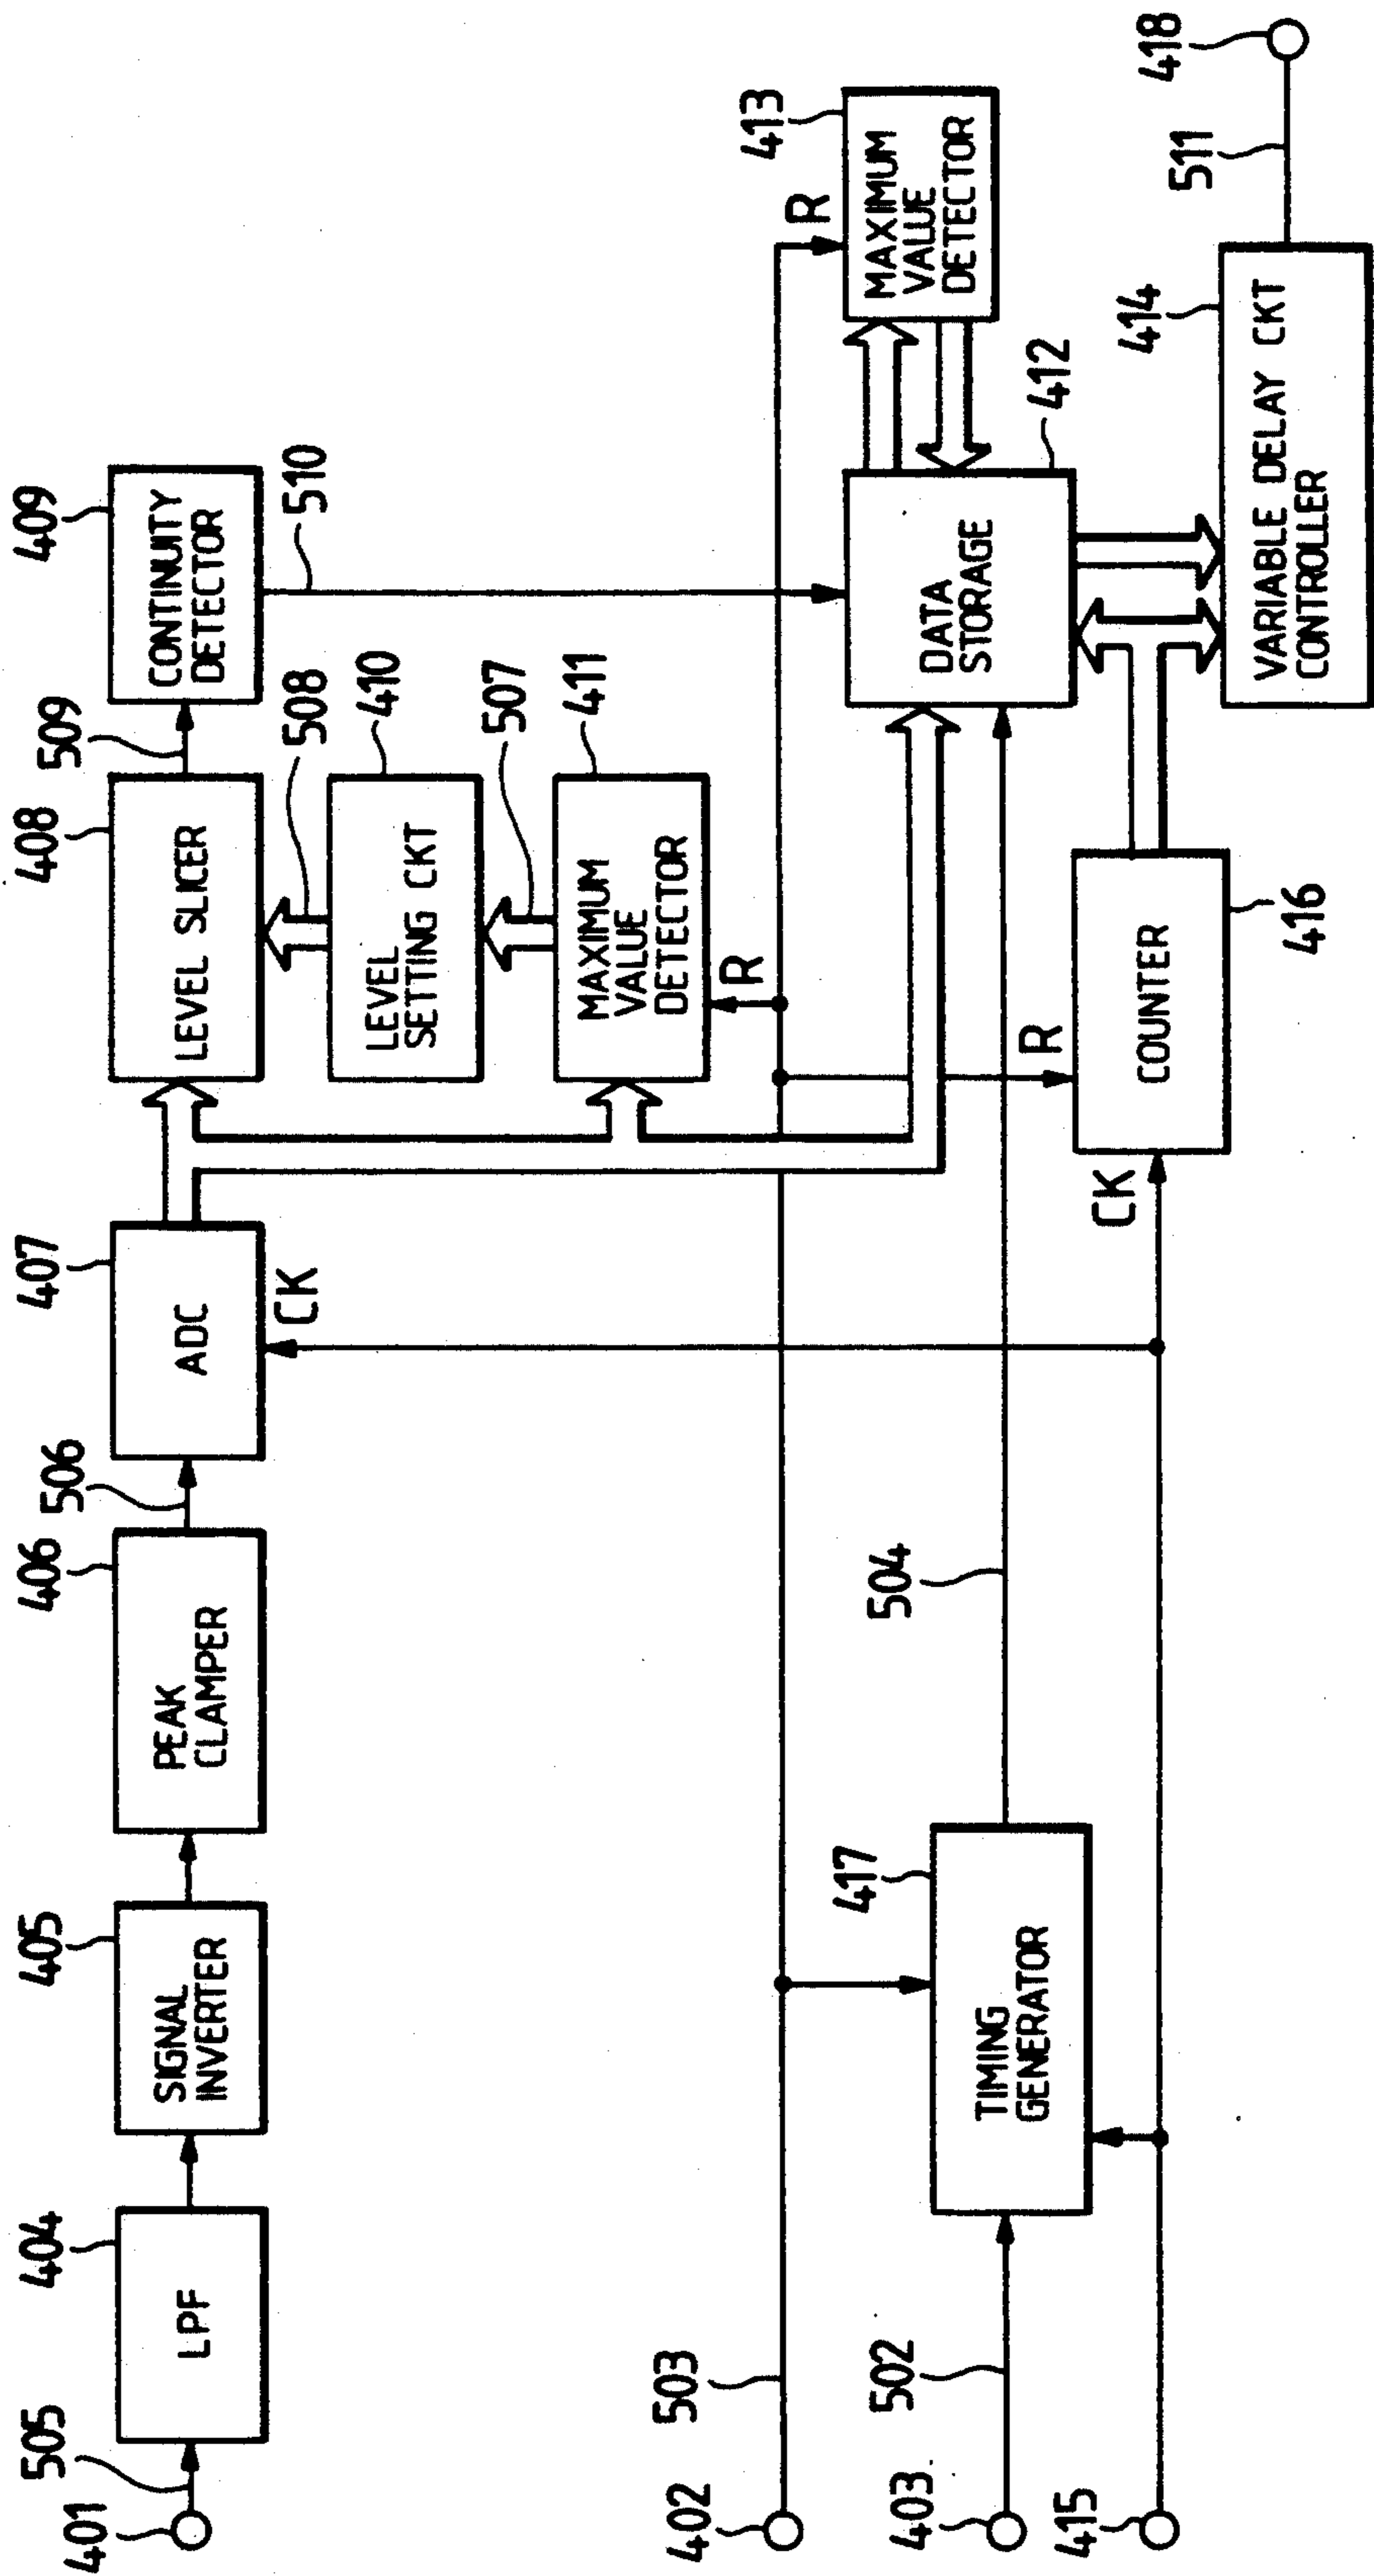 401
505
404
LPF
405
SIGNAL
INVERTER
406
PEAK
CLAMPER
506
407
ADC
CK
408
LEVEL SLICER
509
409
CONTINUITY
DETECTOR
510
508
410
LEVEL
SETTING CKT
507
411
MAXIMUM
VALUE
DETECTOR
R
402
503
R
413
MAXIMUM
VALUE
DETECTOR
412
DATA
STORAGE
403
502
417
TIMING
GENERATOR
504
415
CK
R
COUNTER
416
414
VARIABLE DELAY CKT
CONTROLLER
511
418